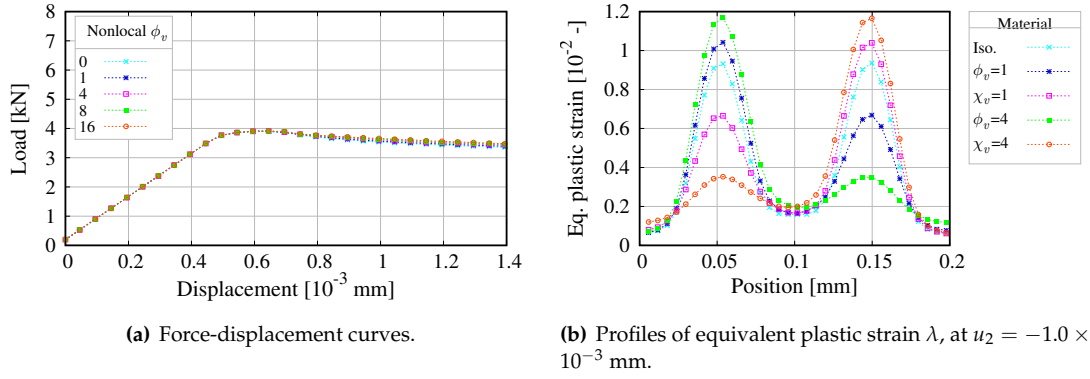 8
7
6
5
4
3
2
1
0
Load [kN]
Nonlocal ϕᵥ
0
1
4
8
16
0 0.2 0.4 0.6 0.8 1 1.2 1.4
Displacement [10⁻³ mm]
(a) Force-displacement curves.
1.2
1
0.8
0.6
0.4
0.2
0
Eq. plastic strain [10⁻² -]
0 0.05 0.1 0.15 0.2
Position [mm]
Material
Iso.
ϕᵥ=1
χᵥ=1
ϕᵥ=4
χᵥ=4
(b) Profiles of equivalent plastic strain λ, at u₂ = −1.0 ×
10⁻³ mm.